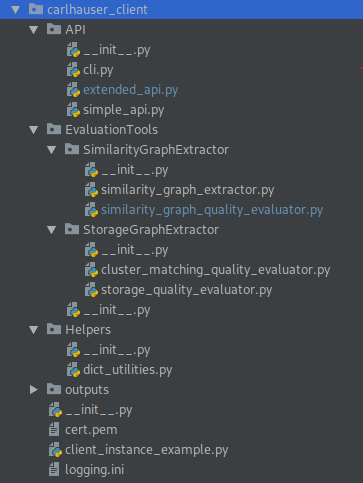 carlhauser_client
API
__init__.py
cli.py
extended_api.py
simple_api.py
EvaluationTools
SimilarityGraphExtractor
__init__.py
similarity_graph_extractor.py
similarity_graph_quality_evaluator.py
StorageGraphExtractor
__init__.py
cluster_matching_quality_evaluator.py
storage_quality_evaluator.py
__init__.py
Helpers
__init__.py
dict_utilities.py
outputs
__init__.py
cert.pem
client_instance_example.py
logging.ini